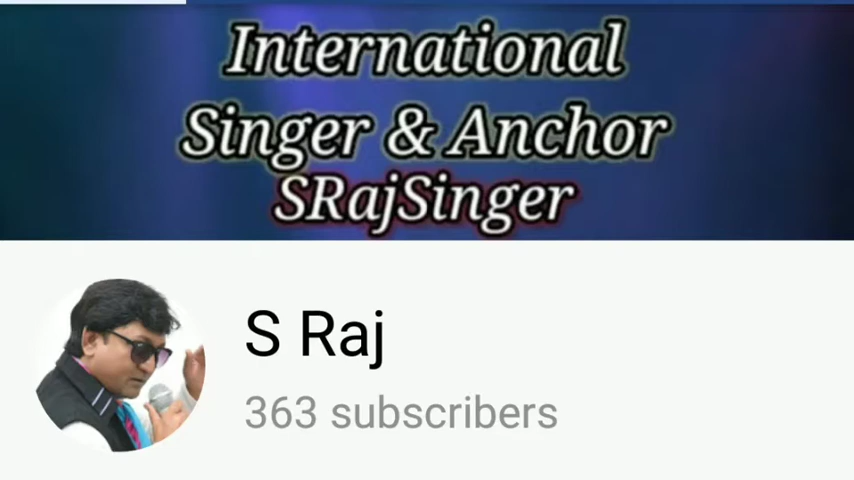 International
Singer & Anchor
SRajSinger
S Raj
363 subscribers